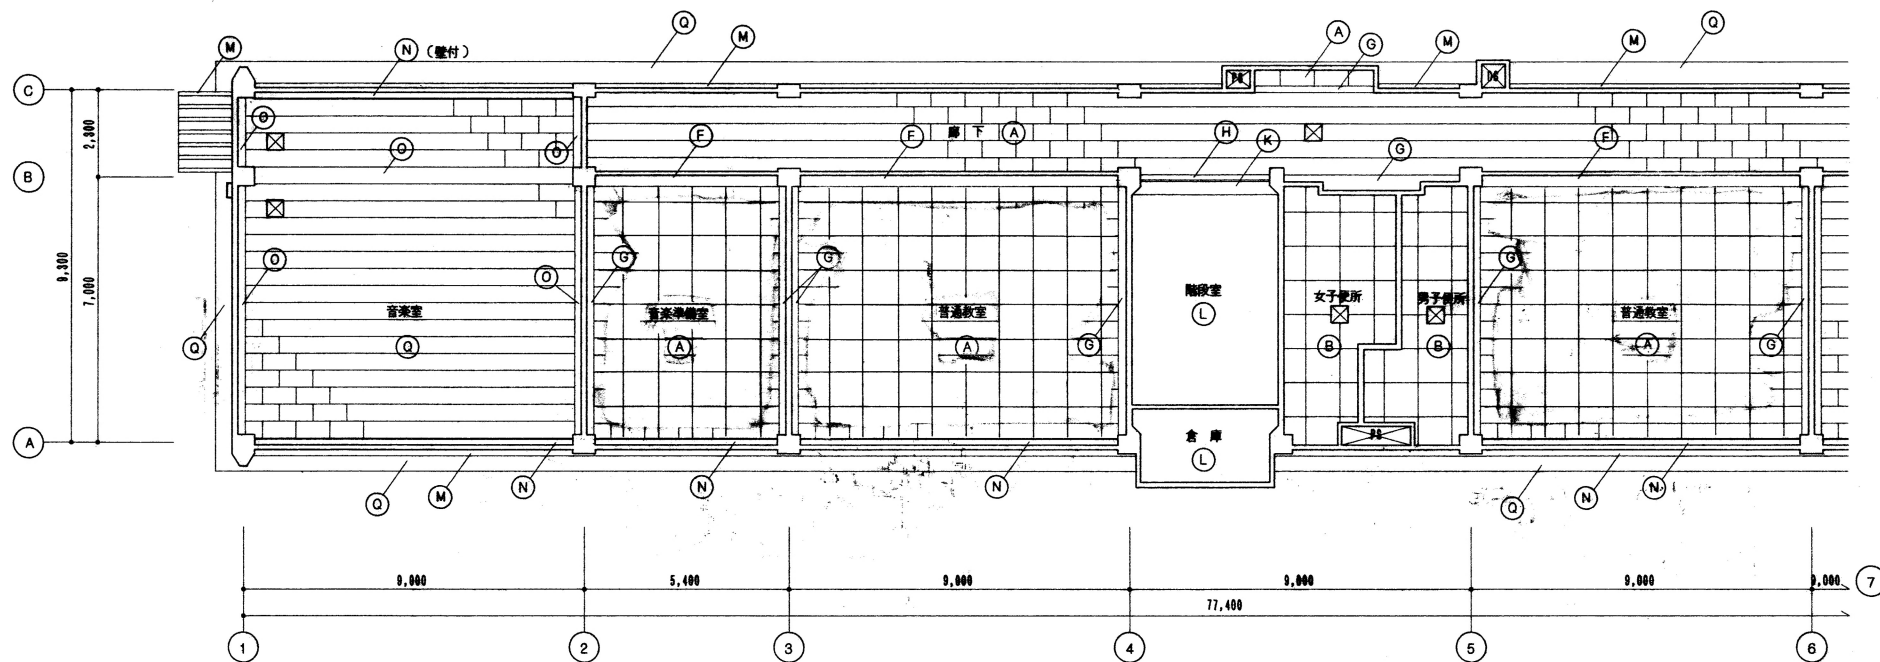 Q
A
G
M
M
Q
M
N （壁付）
M
PS
DS
C
O
F
F
廊 下 A
H
K
G
F
2,300
O
O
B
9,300
7,000
O
O
G
G
G
音楽室
Q
音楽準備室
A
普通教室
A
G
階段室
L
女子便所
B
男子便所
B
普通教室
A
G
Q
A
倉 庫
L
PS
Q
M
N
N
N
Q
N
N
9,000
5,400
9,000
9,000
9,000
9,000
7
77,400
1
2
3
4
5
6